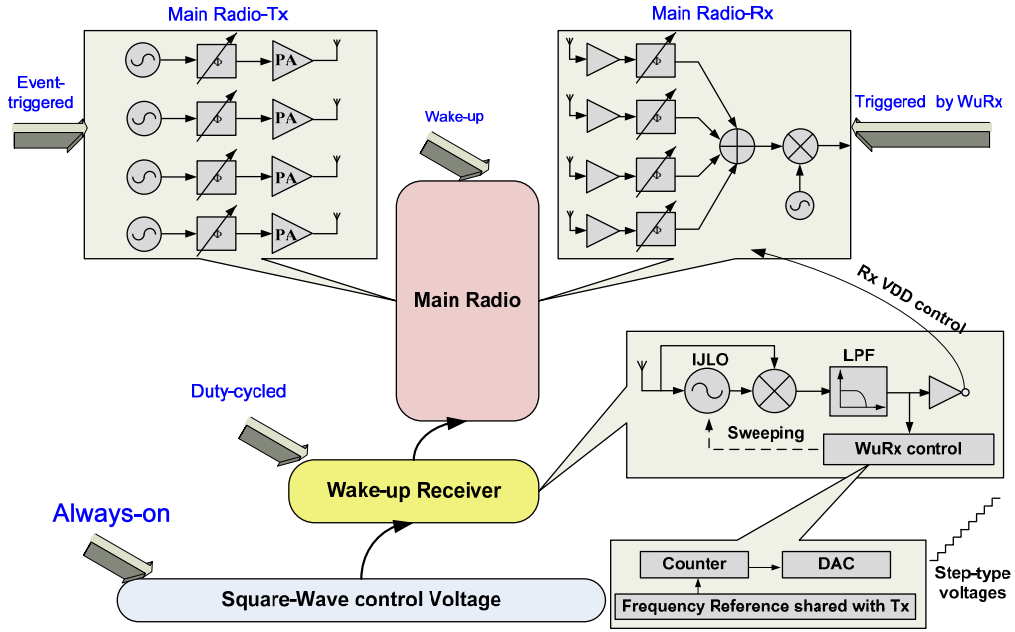 Main Radio-Tx
Main Radio-Rx
Event-
triggered
Φ
PA
Φ
PA
Φ
PA
Φ
PA
Wake-up
Φ
Φ
Φ
Φ
Triggered by WuRx
Main Radio
Rx VDD control
Duty-cycled
IJLO
LPF
Sweeping
WuRx control
Wake-up Receiver
Always-on
Counter
DAC
Step-type
voltages
Square-Wave control Voltage
Frequency Reference shared with Tx